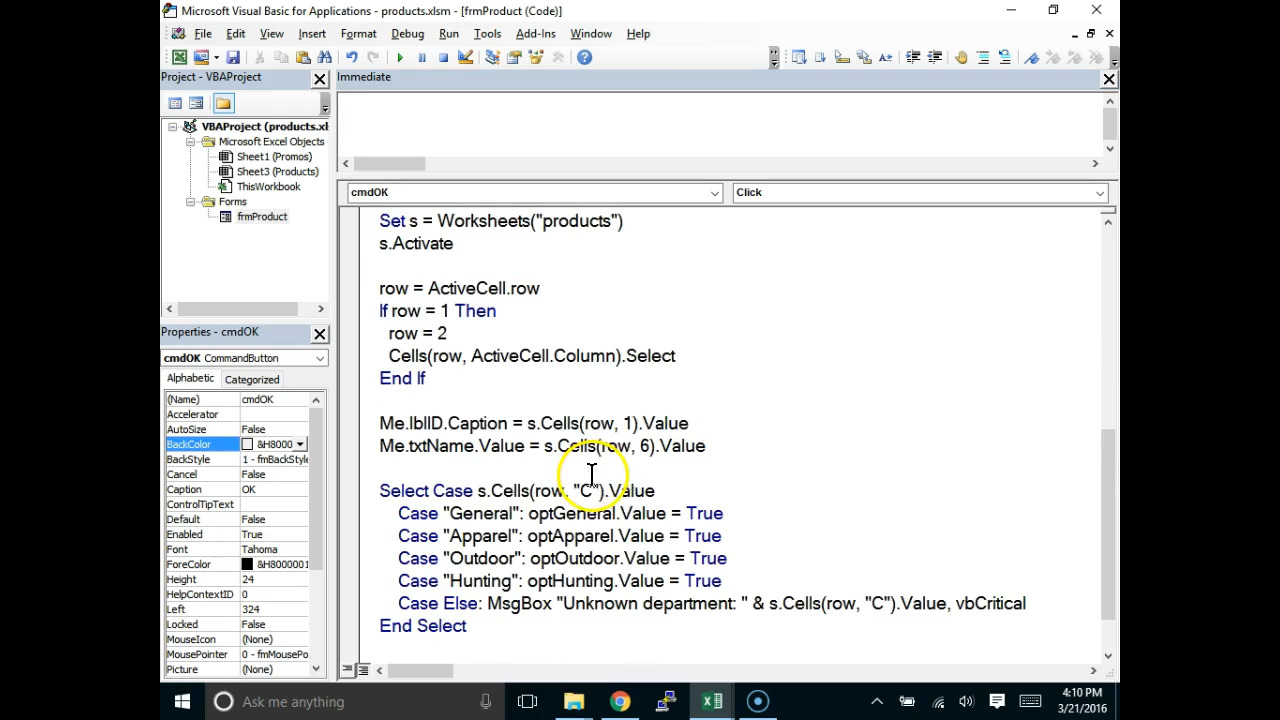 Microsoft Visual Basic for Applications - products.xlsm - [frmProduct (Code)]
File Edit View Insert Format Debug Run Tools Add-Ins Window Help
Project - VBAProject
Immediate
VBAProject (products.xl
Microsoft Excel Objects
Sheet1 (Promos)
Sheet3 (Products)
ThisWorkbook
Forms
frmProduct
cmdOK
Click
Set s = Worksheets("products")
s.Activate
row = ActiveCell.row
If row = 1 Then
row = 2
Cells(row, ActiveCell.Column).Select
End If
Me.lblID.Caption = s.Cells(row, 1).Value
Me.txtName.Value = s.Cells(row, 6).Value
Select Case s.Cells(row, "C").Value
Case "General": optGeneral.Value = True
Case "Apparel": optApparel.Value = True
Case "Outdoor": optOutdoor.Value = True
Case "Hunting": optHunting.Value = True
Case Else: MsgBox "Unknown department: " & s.Cells(row, "C").Value, vbCritical
End Select
Properties - cmdOK
cmdOK CommandButton
Alphabetic Categorized
(Name) cmdOK
Accelerator
AutoSize False
BackColor &H8000
BackStyle 1 - fmBackStyle
Cancel False
Caption OK
ControlTipText
Default False
Enabled True
Font Tahoma
ForeColor &H8000001
Height 24
HelpContextID 0
Left 324
Locked False
MouseIcon (None)
MousePointer 0 - fmMousePo
Picture (None)
Ask me anything
4:10 PM
3/21/2016